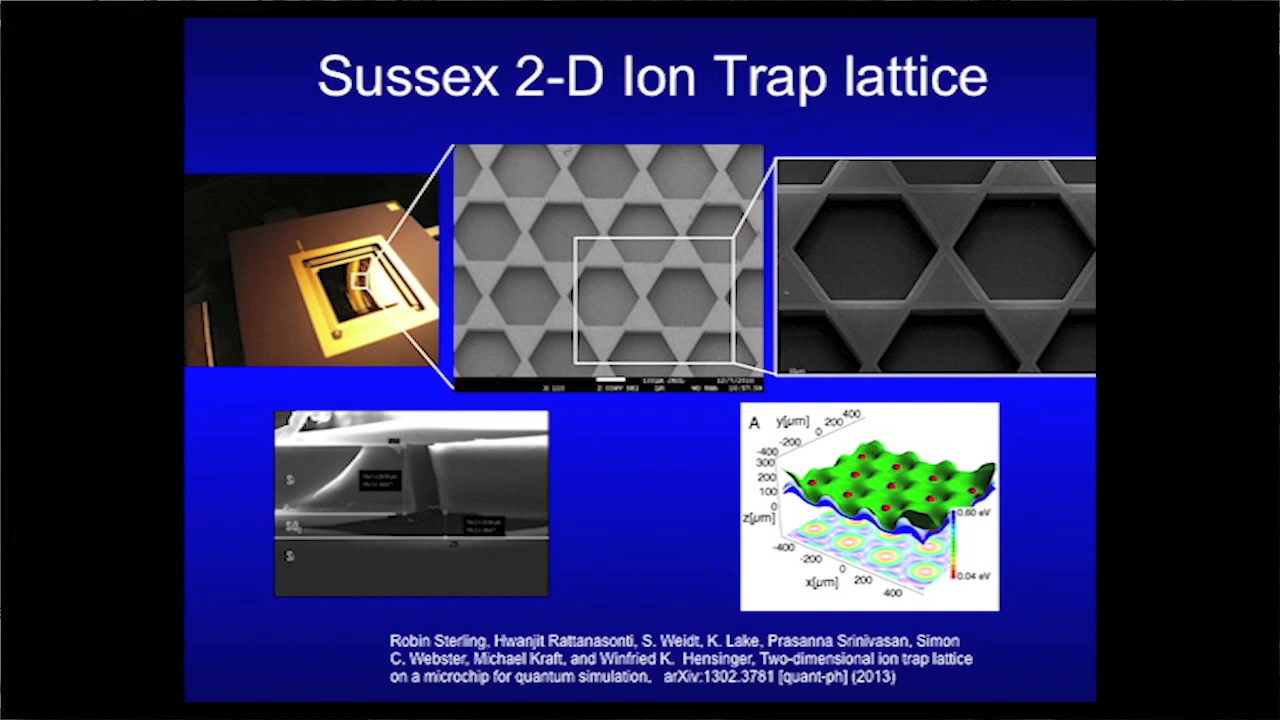 Sussex 2-D Ion Trap lattice
A
y[µm]
400
200
0
-200
-400
300
200
100
0
z[µm]
0.60 eV
0.04 eV
-400
-200
0
200
400
x[µm]
SiO₂
Si
Robin Sterling, Hwanjit Rattanasonti, S. Weidt, K. Lake, Prasanna Srinivasan, Simon
C. Webster, Michael Kraft, and Winfried K. Hensinger, Two-dimensional ion trap lattice
on a microchip for quantum simulation, arXiv:1302.3781 [quant-ph] (2013)